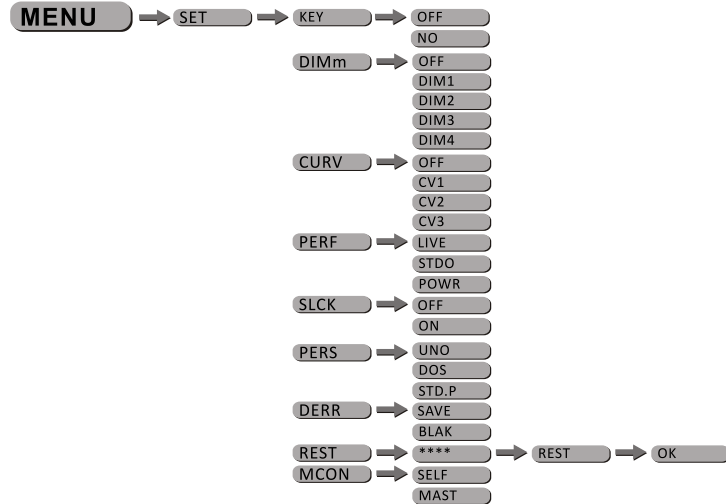 MENU SET KEY OFF
NO
DIMm OFF
DIM1
DIM2
DIM3
DIM4
CURV OFF
CV1
CV2
CV3
PERF LIVE
STDO
POWR
SLCK OFF
ON
PERS UNO
DOS
STD.P
DERR SAVE
BLAK
REST **** REST OK
MCON SELF
MAST